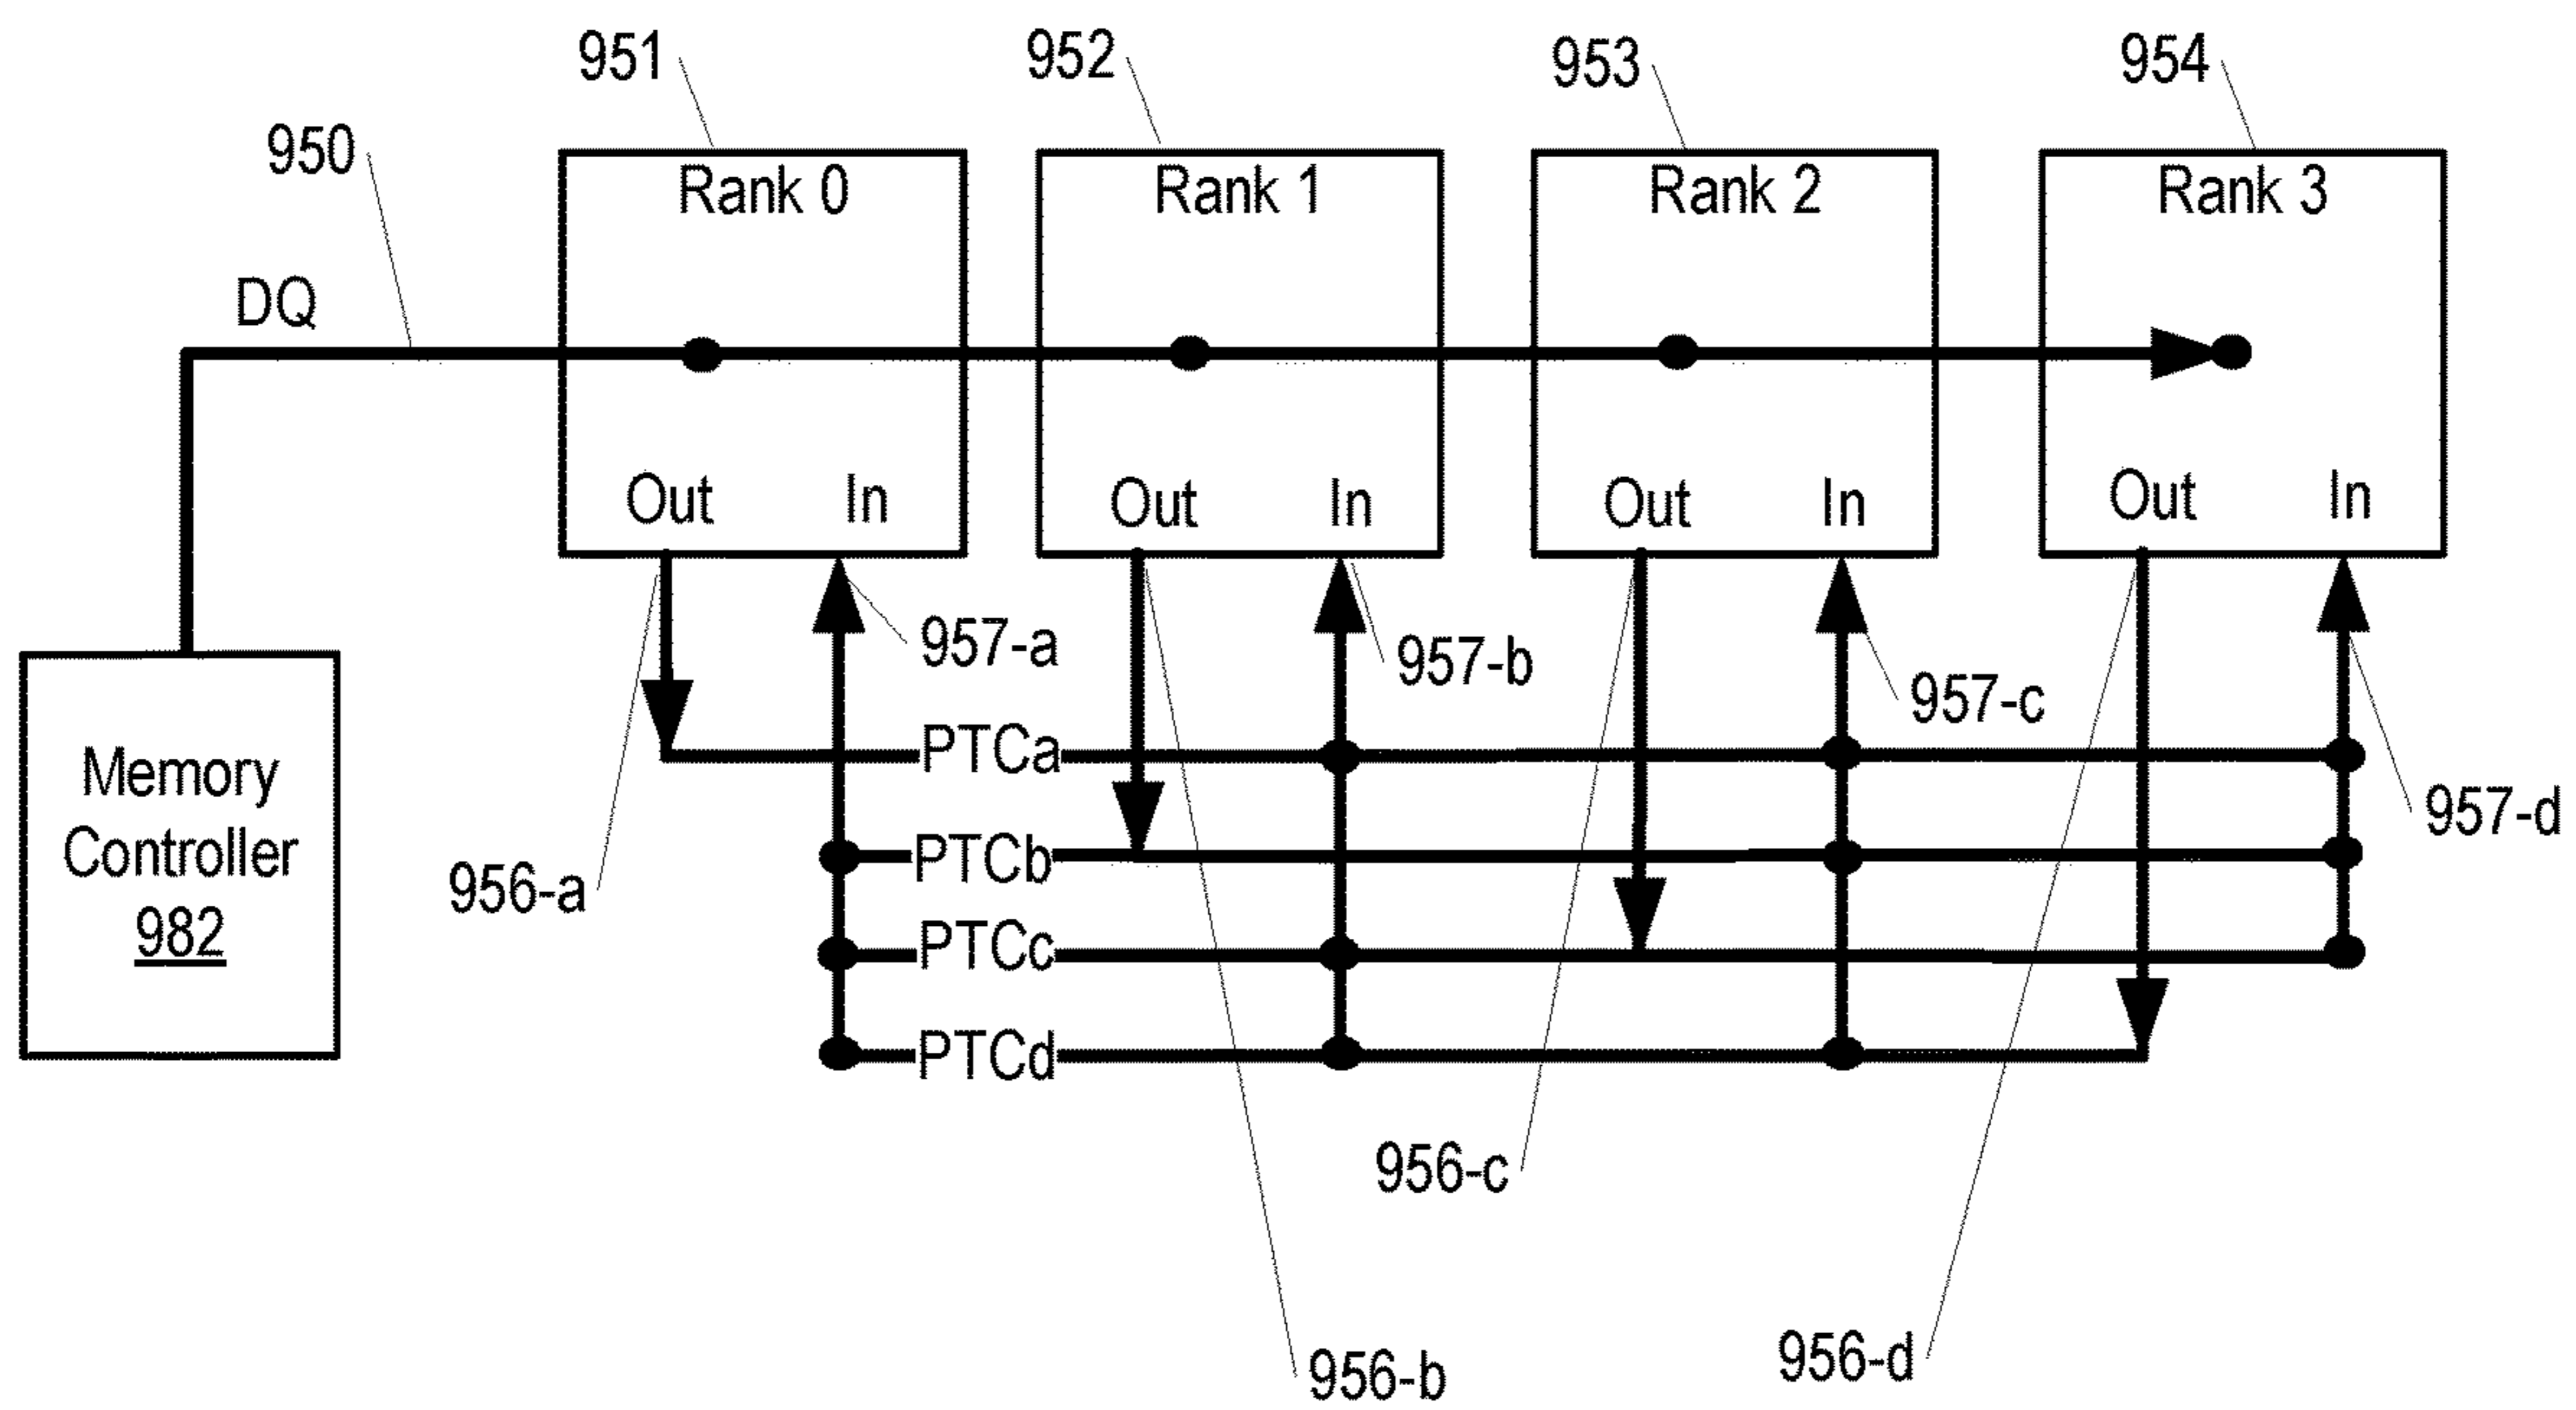 951
952
953
954
950
Rank 0
Rank 1
Rank 2
Rank 3
DQ
Out In
Out In
Out In
Out In
957-a
957-b
957-c
957-d
PTCa
PTCb
PTCc
PTCd
Memory
Controller
982
956-a
956-c
956-b
956-d